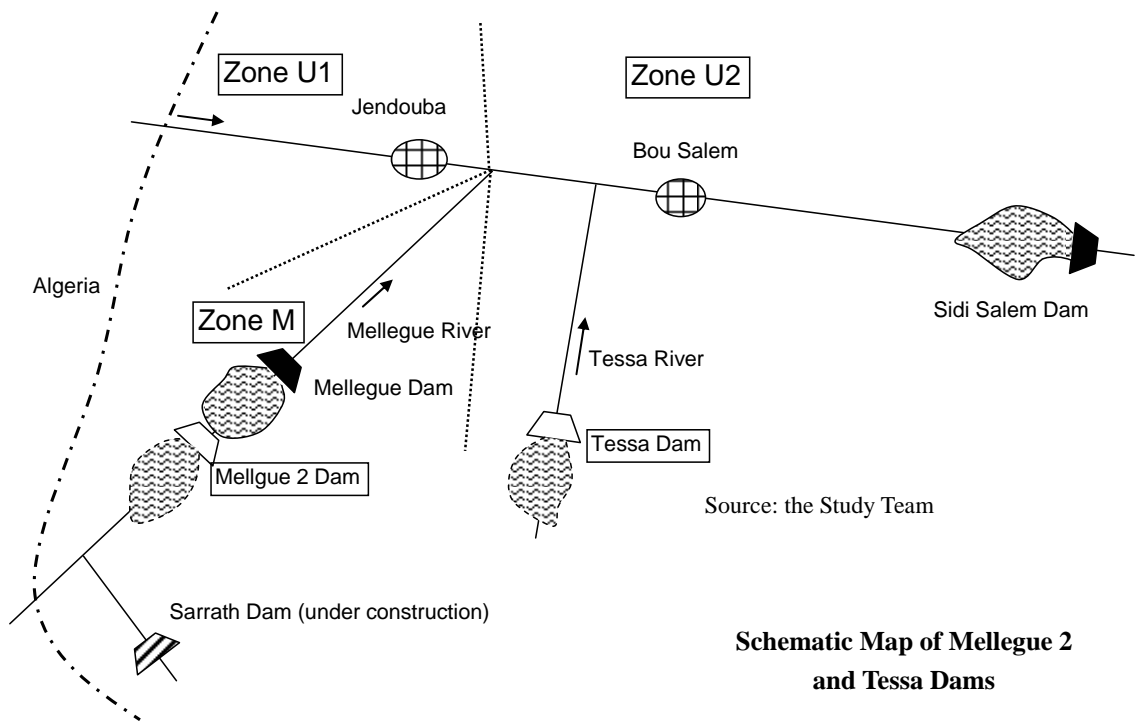 Zone U1
Zone U2
Jendouba
Bou Salem
Algeria
Sidi Salem Dam
Zone M
Mellegue River
Tessa River
Mellegue Dam
Tessa Dam
Mellgue 2 Dam
Source: the Study Team
Sarrath Dam (under construction)
Schematic Map of Mellegue 2
and Tessa Dams